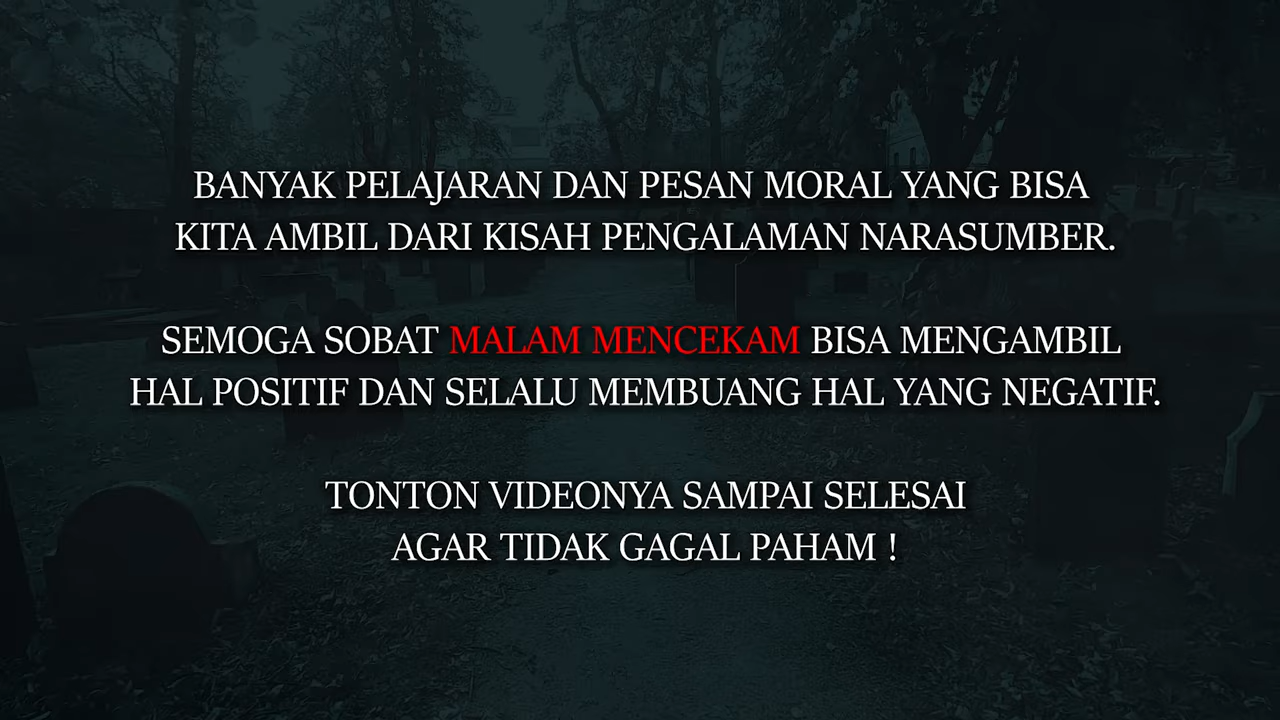 BANYAK PELAJARAN DAN PESAN MORAL YANG BISA
KITA AMBIL DARI KISAH PENGALAMAN NARASUMBER.
SEMOGA SOBAT MALAM MENCEKAM BISA MENGAMBIL
HAL POSITIF DAN SELALU MEMBUANG HAL YANG NEGATIF.
TONTON VIDEONYA SAMPAI SELESAI
AGAR TIDAK GAGAL PAHAM !